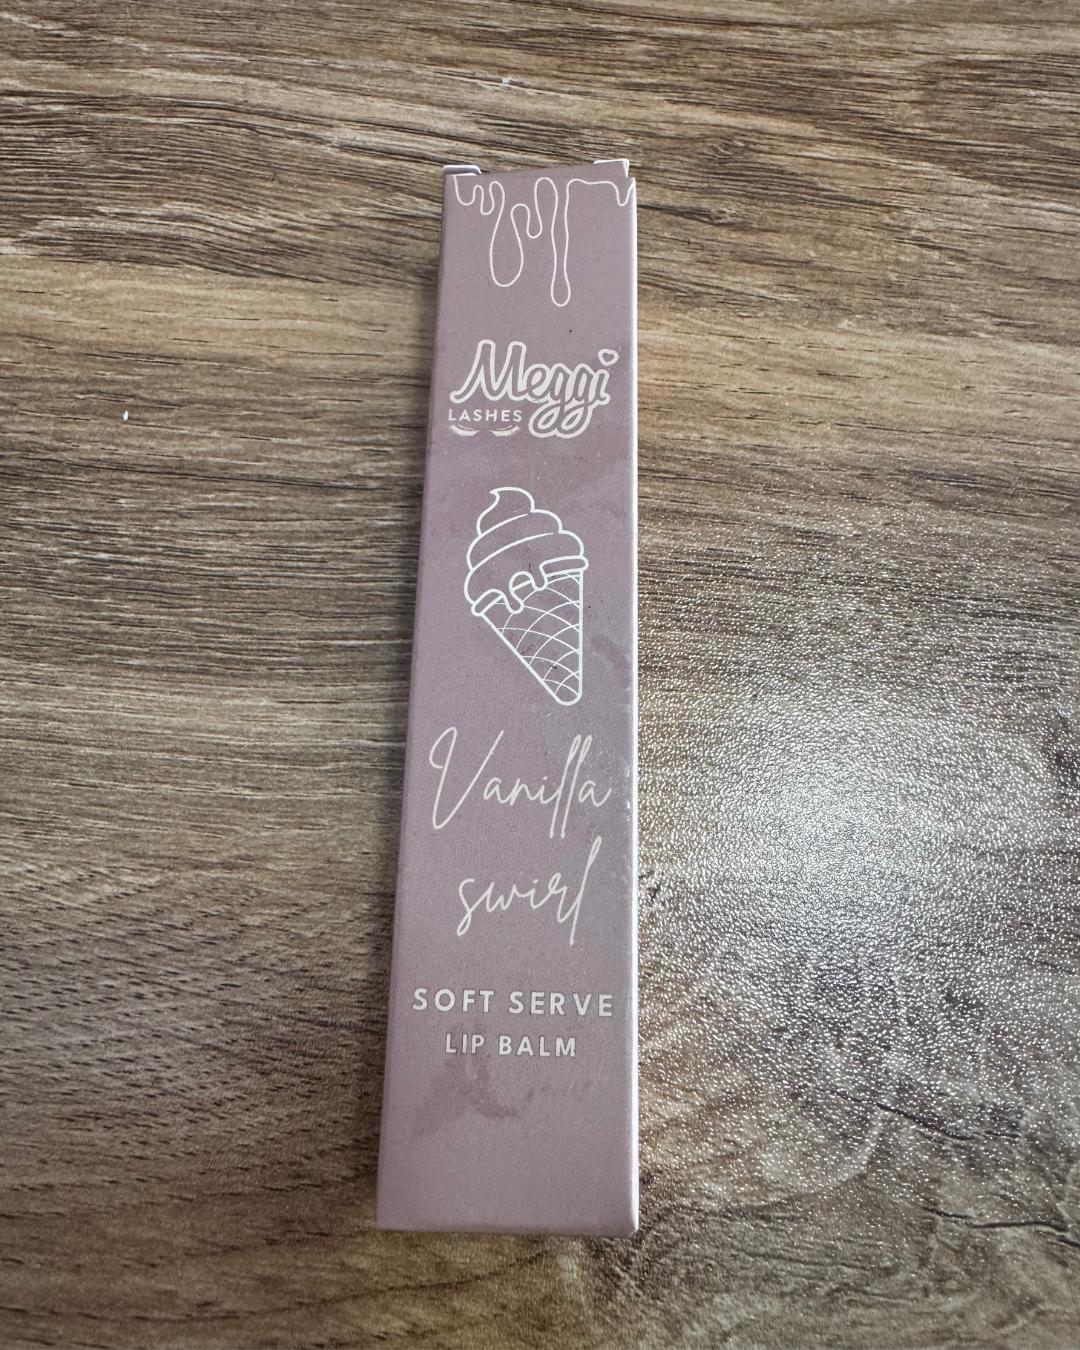 Meggi
LASHES
Vanilla
swirl
SOFT SERVE
LIP BALM